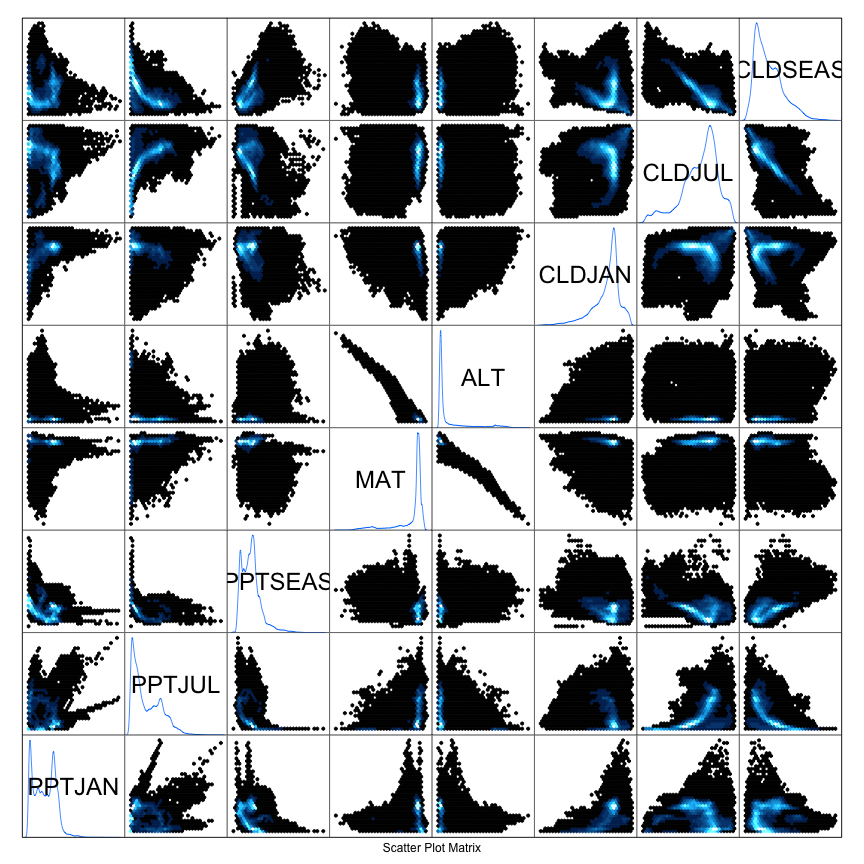 CLDSEAS
CLDJUL
CLDJAN
ALT
MAT
PPTSEAS
PPTJUL
PPTJAN
Scatter Plot Matrix